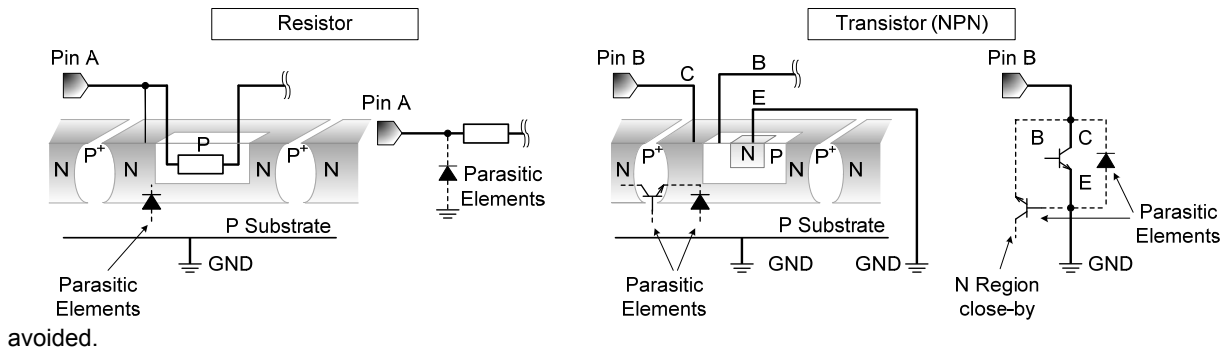 Resistor
Transistor (NPN)
Pin A
Pin B
C
B
E
Pin B
Pin A
N
P+
N
P
N
P+
N
Parasitic
Elements
P Substrate
GND
Parasitic
Elements
N
P+
N
N
P
N
P+
N
P Substrate
GND
GND
Parasitic
Elements
B
C
E
Parasitic
Elements
GND
N Region
close-by
avoided.